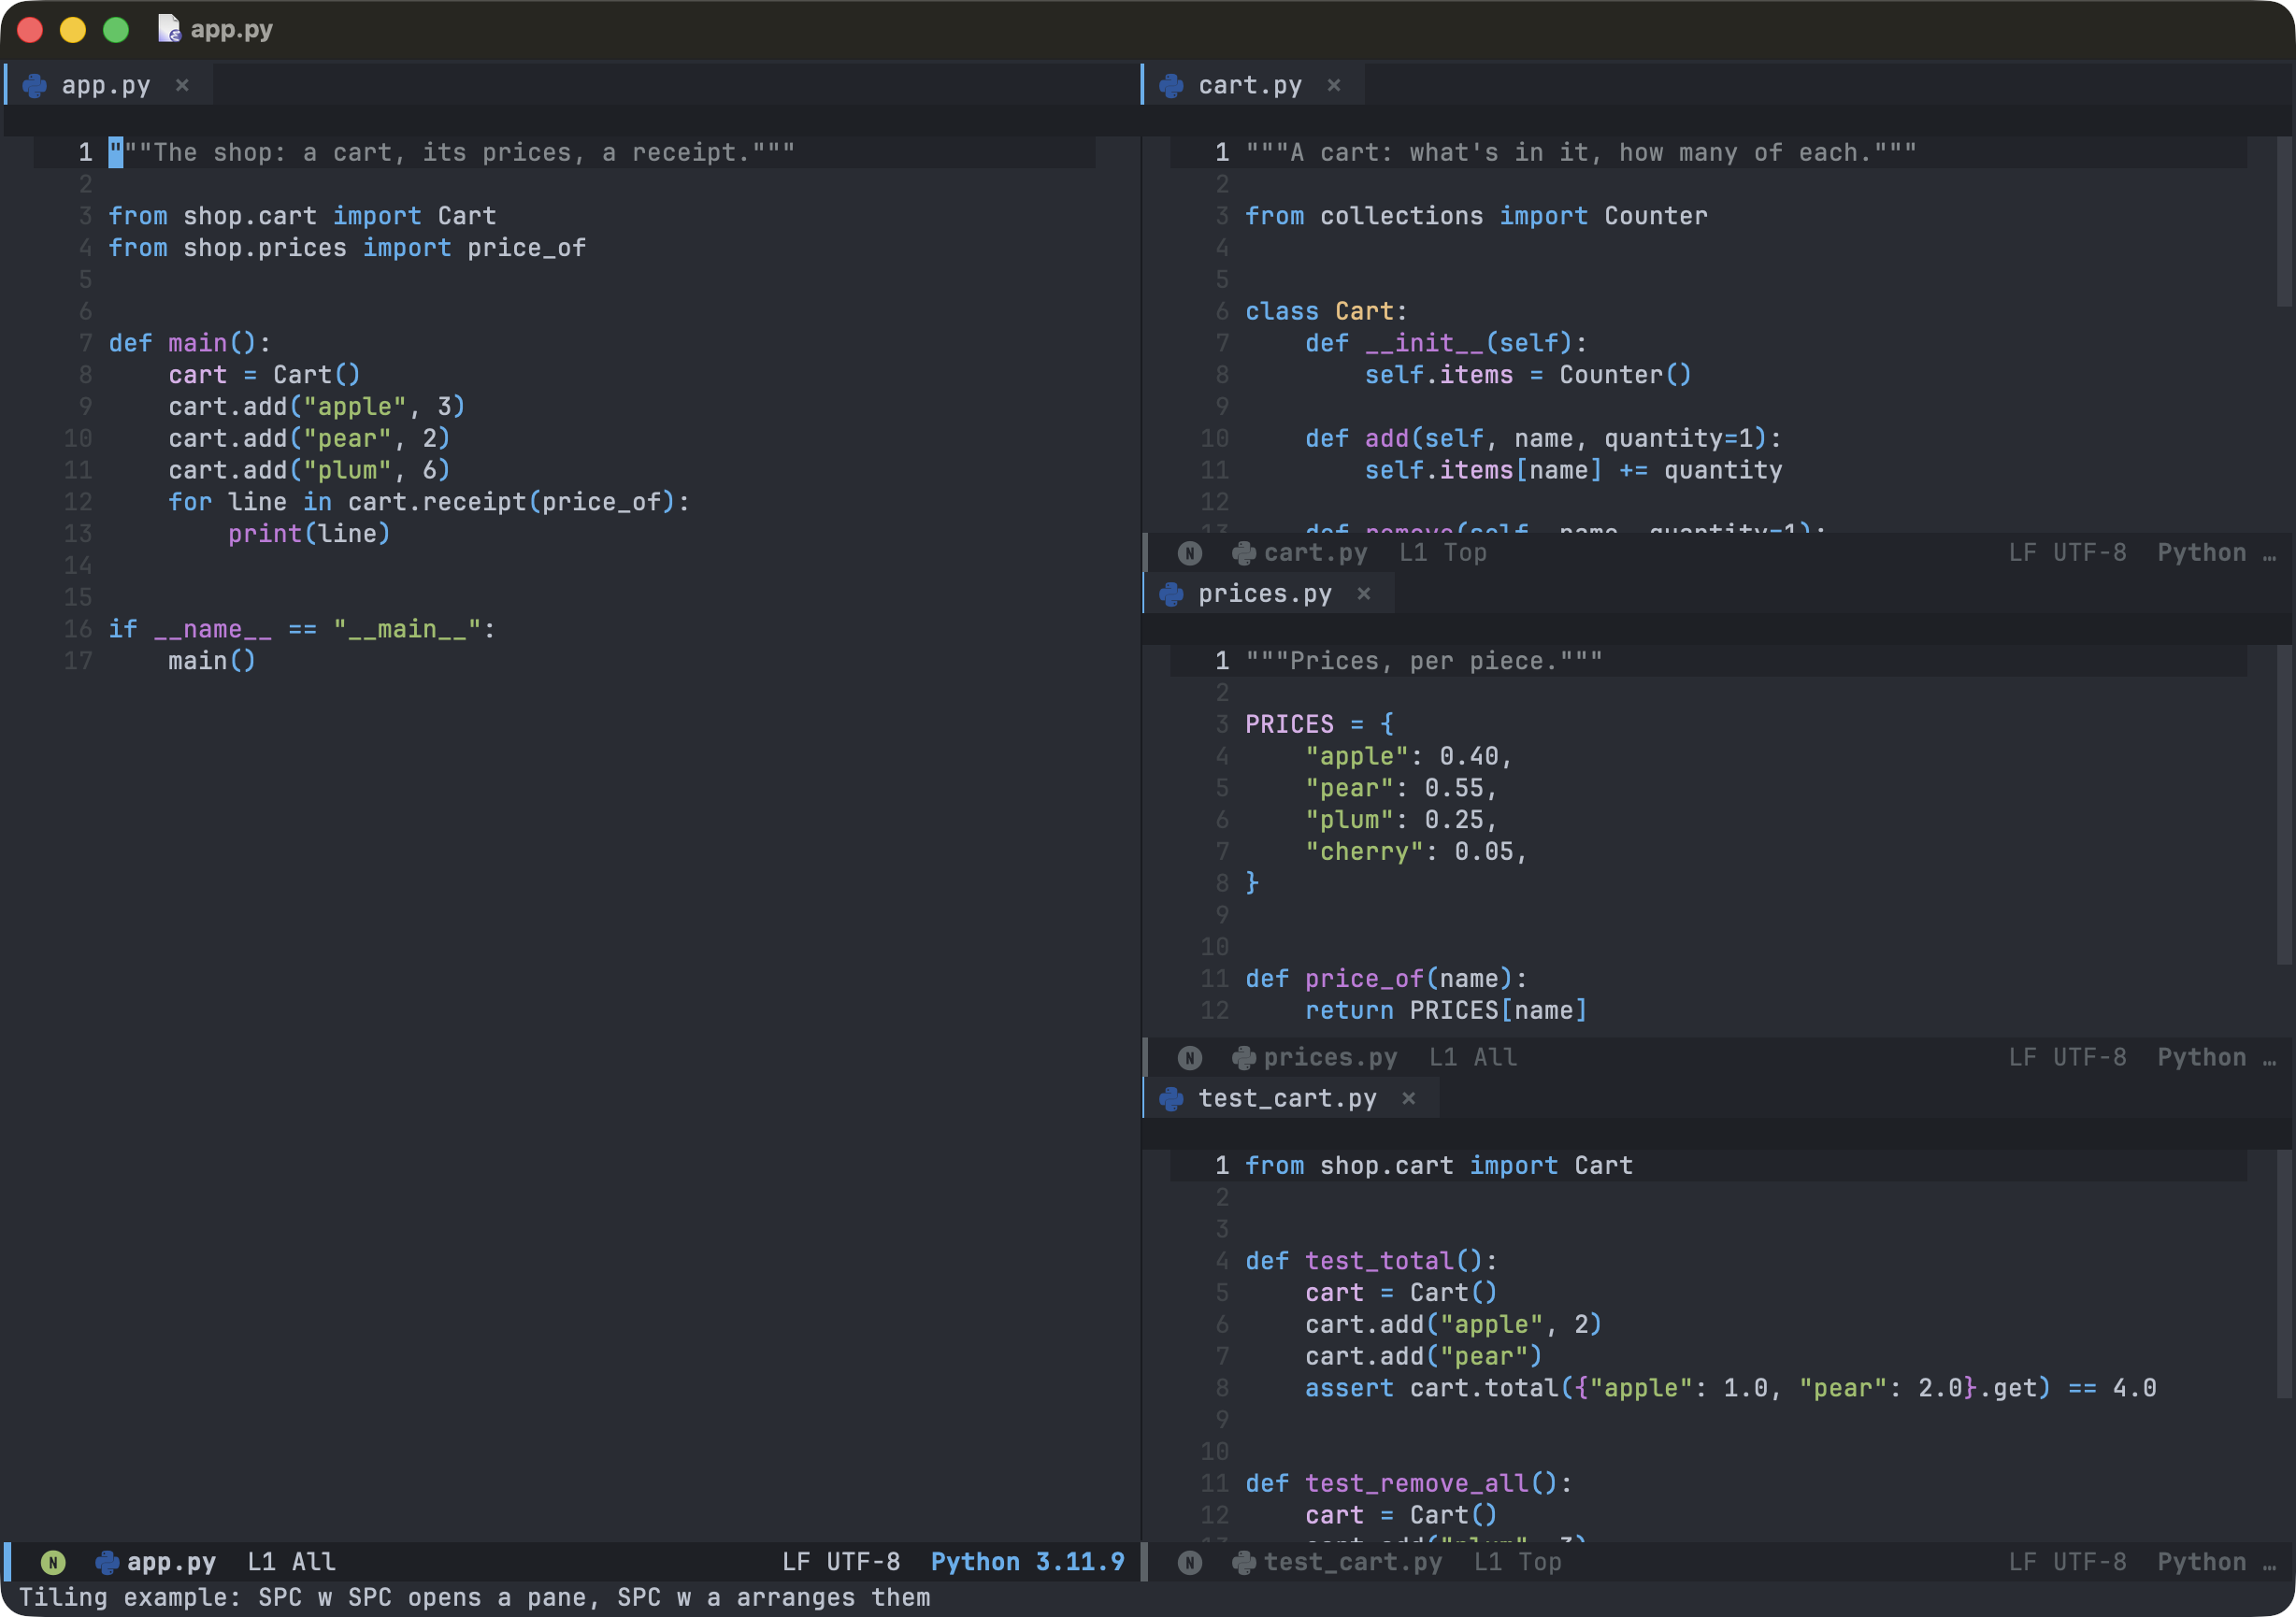 app.py
app.py ×
1 """The shop: a cart, its prices, a receipt."""
2
3 from shop.cart import Cart
4 from shop.prices import price_of
5
6
7 def main():
8     cart = Cart()
9     cart.add("apple", 3)
10     cart.add("pear", 2)
11     cart.add("plum", 6)
12     for line in cart.receipt(price_of):
13         print(line)
14
15
16 if __name__ == "__main__":
17     main()
N app.py L1 All LF UTF-8 Python 3.11.9
cart.py ×
1 """A cart: what's in it, how many of each."""
2
3 from collections import Counter
4
5
6 class Cart:
7     def __init__(self):
8         self.items = Counter()
9
10     def add(self, name, quantity=1):
11         self.items[name] += quantity
12
13     def remove(self, name, quantity=1):
N cart.py L1 Top LF UTF-8 Python …
prices.py ×
1 """Prices, per piece."""
2
3 PRICES = {
4     "apple": 0.40,
5     "pear": 0.55,
6     "plum": 0.25,
7     "cherry": 0.05,
8 }
9
10
11 def price_of(name):
12     return PRICES[name]
N prices.py L1 All LF UTF-8 Python …
test_cart.py ×
1 from shop.cart import Cart
2
3
4 def test_total():
5     cart = Cart()
6     cart.add("apple", 2)
7     cart.add("pear")
8     assert cart.total({"apple": 1.0, "pear": 2.0}.get) == 4.0
9
10
11 def test_remove_all():
12     cart = Cart()
13     cart.add("plum", 3)
N test_cart.py L1 Top LF UTF-8 Python …
Tiling example: SPC w SPC opens a pane, SPC w a arranges them